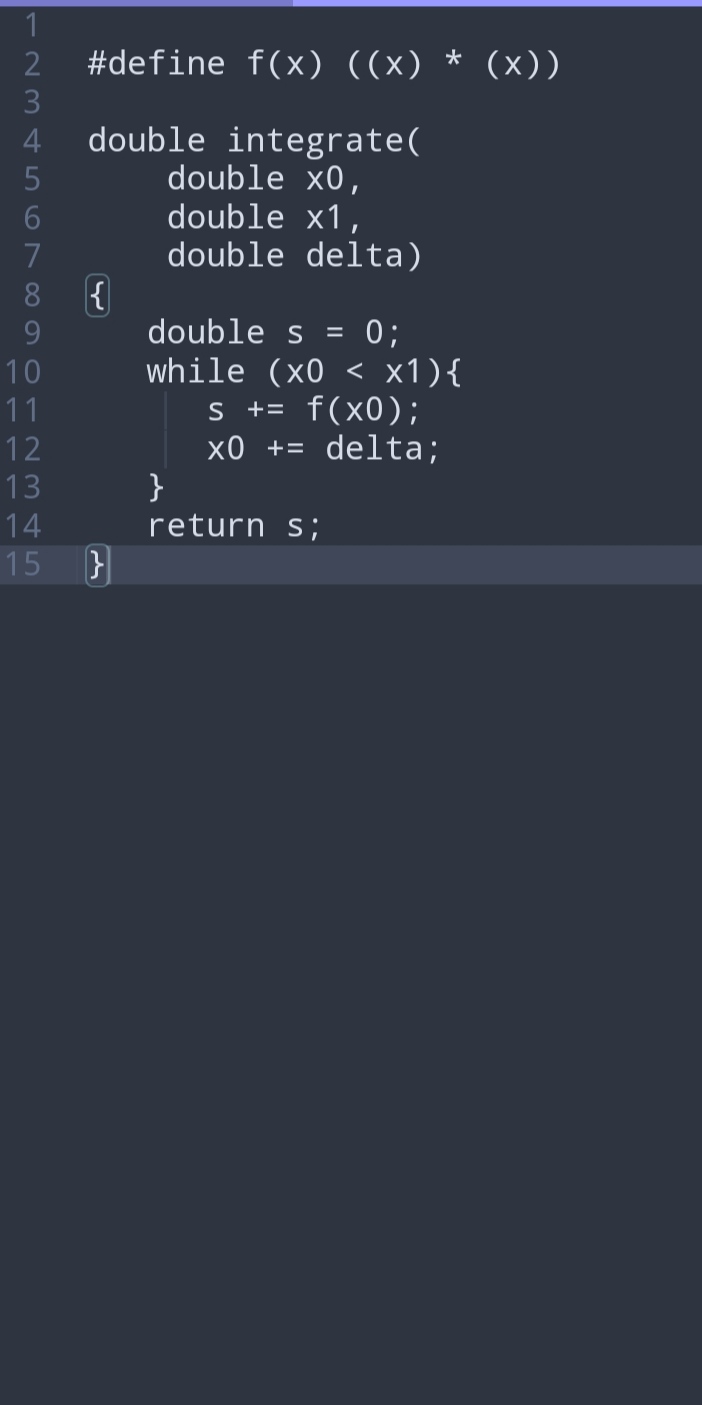 1
2 #define f(x) ((x) * (x))
3
4 double integrate(
5 double x0,
6 double x1,
7 double delta)
8 {
9 double s = 0;
10 while (x0 < x1){
11 s += f(x0);
12 x0 += delta;
13 }
14 return s;
15 }